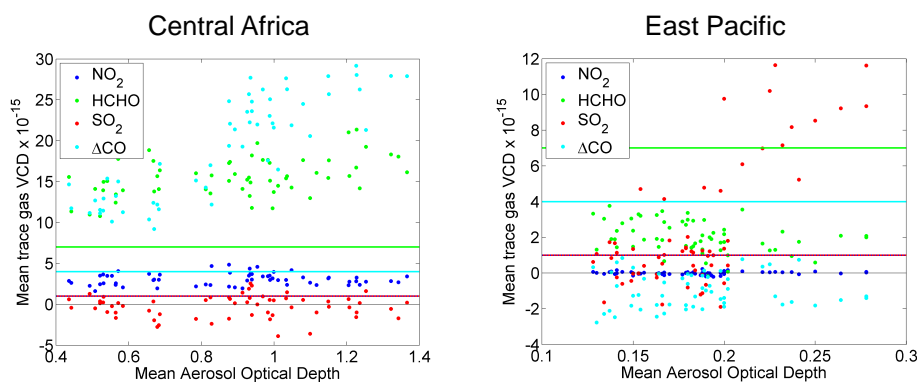 Central Africa
East Pacific
Mean trace gas VCD x 10⁻¹⁵
30
25
20
15
10
5
0
-5
NO₂
HCHO
SO₂
ΔCO
0.4
0.6
0.8
1
1.2
1.4
Mean Aerosol Optical Depth
Mean trace gas VCD x 10⁻¹⁵
12
10
8
6
4
2
0
-2
-4
NO₂
HCHO
SO₂
ΔCO
0.1
0.15
0.2
0.25
0.3
Mean Aerosol Optical Depth